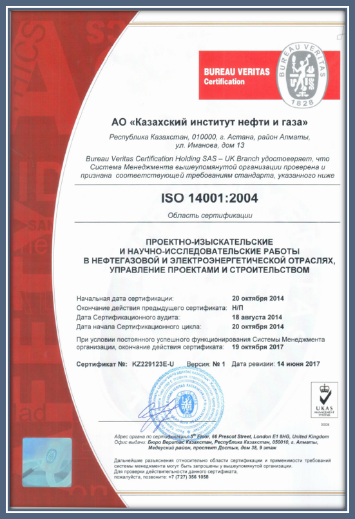 BUREAU VERITAS
Certification
BUREAU VERITAS
1828
АО «Казахский институт нефти и газа»
Республика Казахстан, 010000, г. Астана, район Алматы,
ул. Иманова, дом 13
Bureau Veritas Certification Holding SAS – UK Branch удостоверяет, что
Система Менеджмента вышеупомянутой организации проверена и
признана соответствующей требованиям стандарта, указанного ниже
ISO 14001:2004
Область сертификации
ПРОЕКТНО-ИЗЫСКАТЕЛЬСКИЕ
И НАУЧНО-ИССЛЕДОВАТЕЛЬСКИЕ РАБОТЫ
В НЕФТЕГАЗОВОЙ И ЭЛЕКТРОЭНЕРГЕТИЧЕСКОЙ ОТРАСЛЯХ,
УПРАВЛЕНИЕ ПРОЕКТАМИ И СТРОИТЕЛЬСТВОМ
Начальная дата сертификации: 20 октября 2014
Окончание действия предыдущего сертификата: Н/П
Дата Сертификационного аудита: 18 августа 2014
Дата начала Сертификационного цикла: 20 октября 2014
При условии постоянного успешного функционирования Системы Менеджмента
организации, окончание действия сертификата: 19 октября 2017
Сертификат №: KZ229123E-U Версия: № 1 Дата ревизии: 14 июня 2017
UKAS
MANAGEMENT
SYSTEMS
Адрес органа по сертификации: 5th Floor, 66 Prescot Street, London E1 8HG, United Kingdom
Офис выдачи: Бюро Веритас Казахстан, Республика Казахстан, 050010, г. Алматы,
Медеуский район, проспект Достык, дом 38, 5 этаж
Дальнейшие разъяснения относительно области сертификации и применимости требований
системы менеджмента могут быть запрошены у вышеупомянутой организации.
Для проверки действительности данного сертификата,
пожалуйста, позвоните: